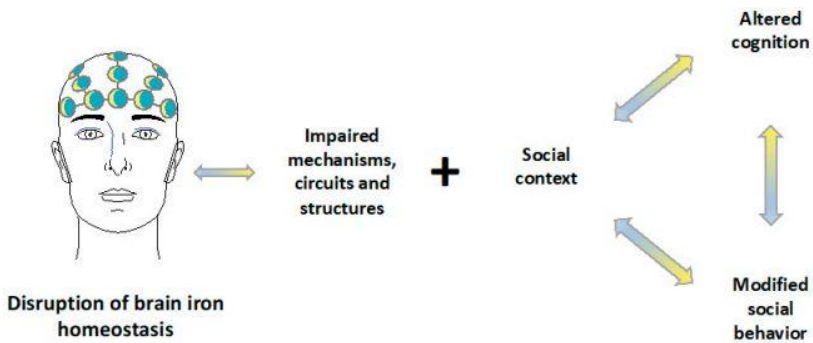 Altered
cognition
Impaired
mechanisms,
circuits and
structures
+
Social
context
Disruption of brain iron
homeostasis
Modified
social
behavior